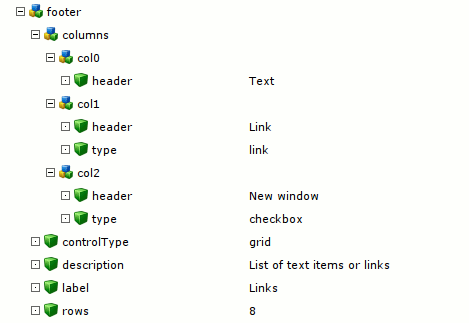 footer
columns
col0
header Text
col1
header Link
type link
col2
header New window
type checkbox
controlType grid
description List of text items or links
label Links
rows 8